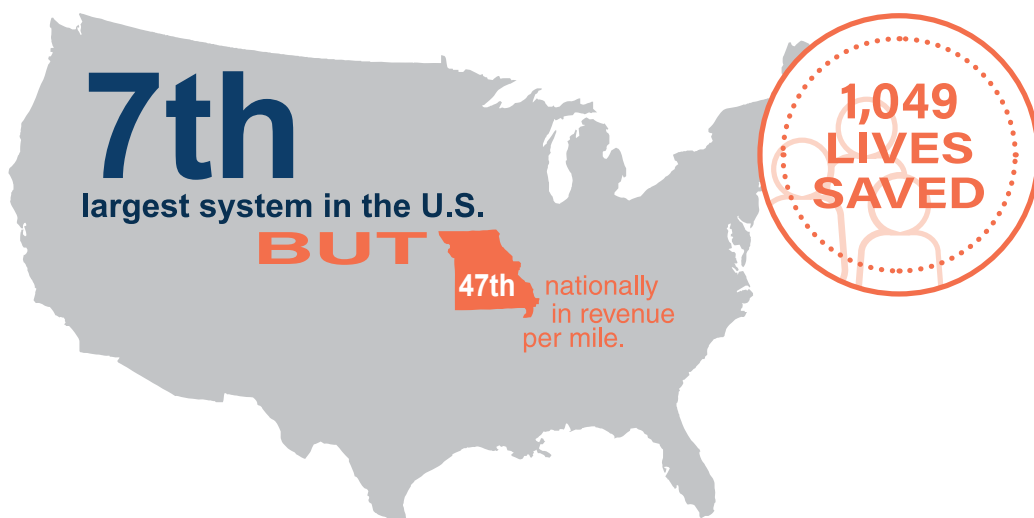 7th
largest system in the U.S.
BUT
47th
nationally
in revenue
per mile.
1,049
LIVES
SAVED